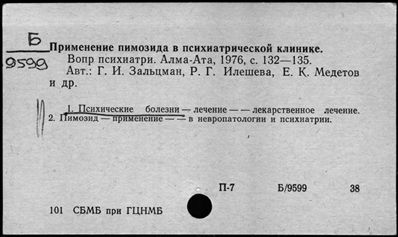 Б
9599
Применение пимозида в психиатрической клинике.
Вопр психиатри. Алма-Ата, 1976, с. 132—135.
Авт.: Г. И. Зальцман, Р. Г. Илешева, Е. К. Медетов
и др.
1. Психические болезни — лечение — — лекарственное лечение.
2. Пимозид — применение — — в невропатологии и психиатрии.
П-7 Б/9599 38
101 СБМБ при ГЦНМБ